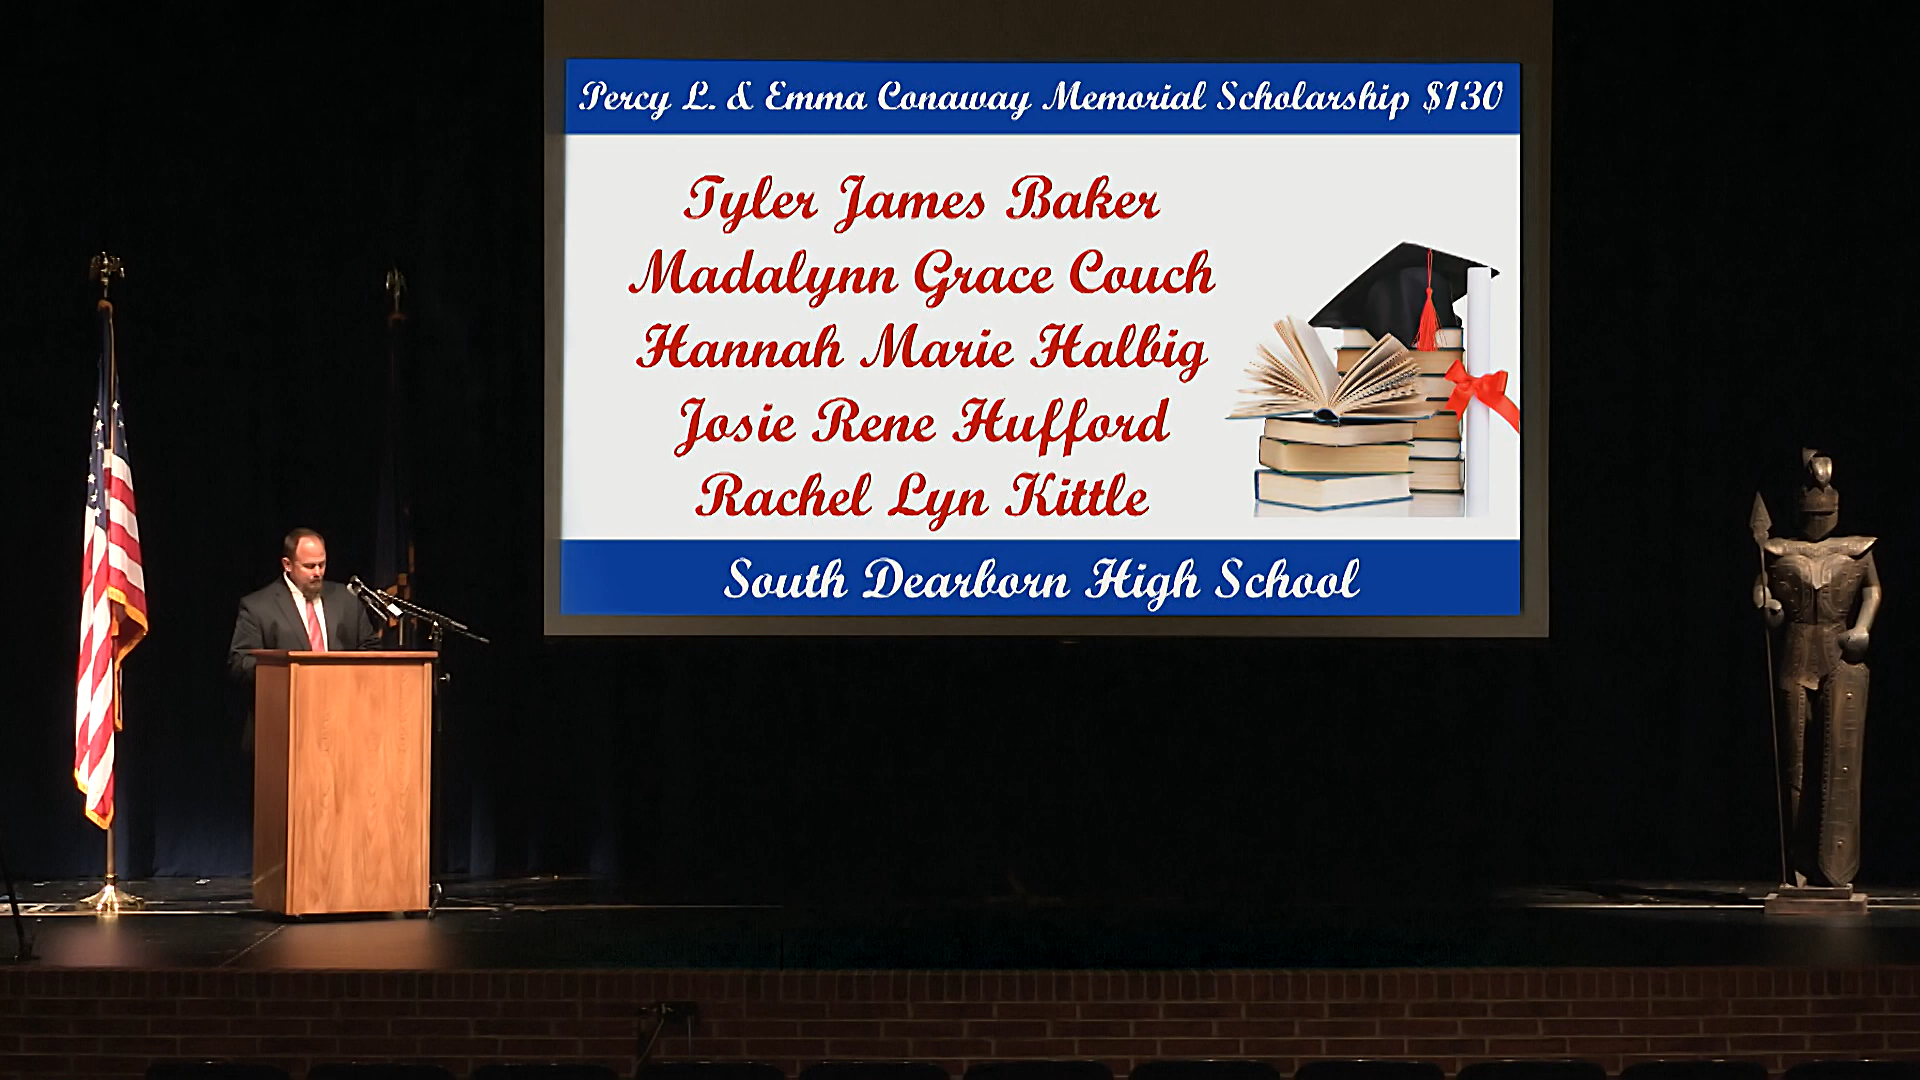 Percy L. & Emma Conaway Memorial Scholarship $130
Tyler James Baker
Madalynn Grace Couch
Hannah Marie Halbig
Josie Rene Hufford
Rachel Lyn Kittle
South Dearborn High School